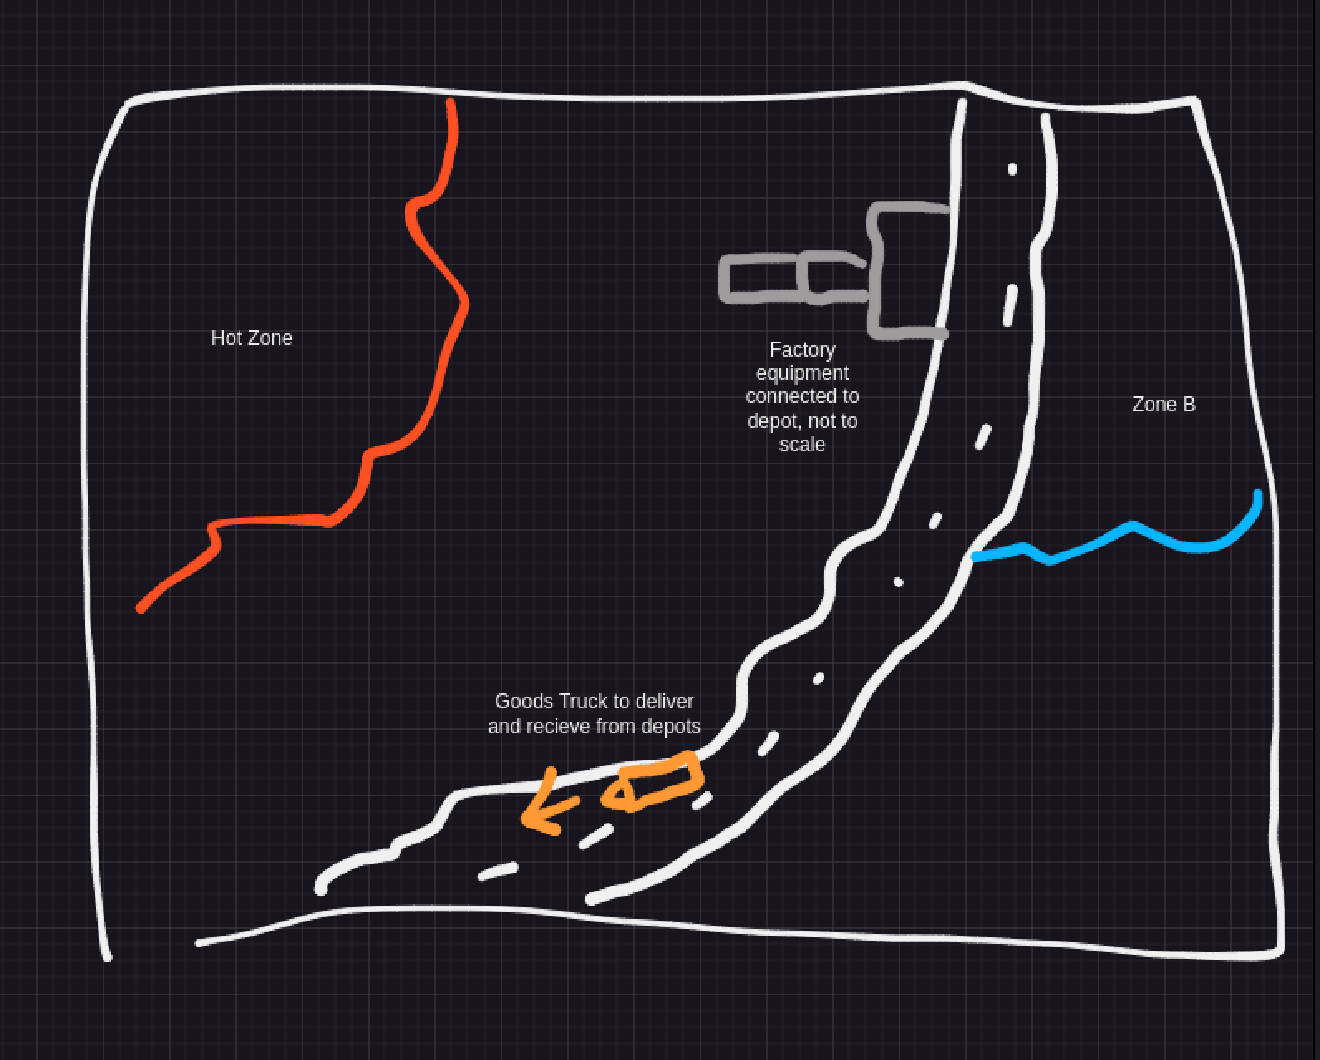 Hot Zone
Factory
equipment
connected to
depot, not to
scale
Zone B
Goods Truck to deliver
and recieve from depots